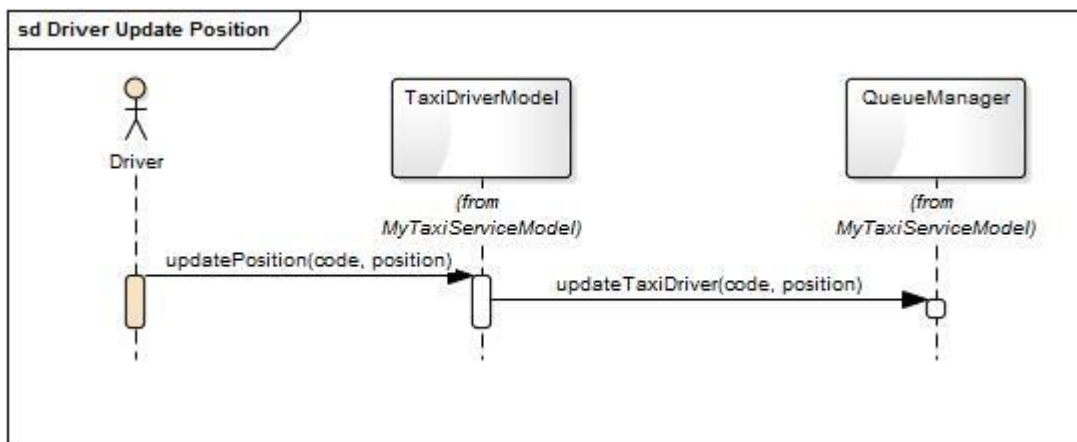 sd Driver Update Position
TaxiDriverModel
QueueManager
Driver
(from
MyTaxiServiceModel)
(from
MyTaxiServiceModel)
updatePosition(code, position)
updateTaxiDriver(code, position)